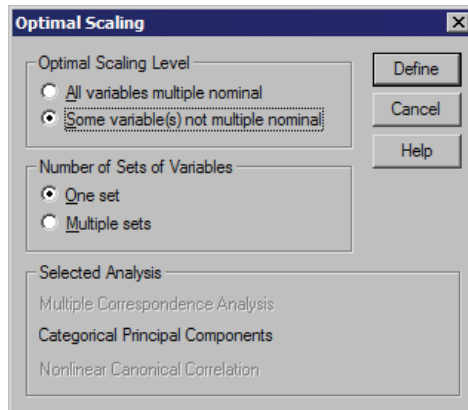 Optimal Scaling
Optimal Scaling Level
All variables multiple nominal
Some variable(s) not multiple nominal
Define
Cancel
Help
Number of Sets of Variables
One set
Multiple sets
Selected Analysis
Multiple Correspondence Analysis
Categorical Principal Components
Nonlinear Canonical Correlation